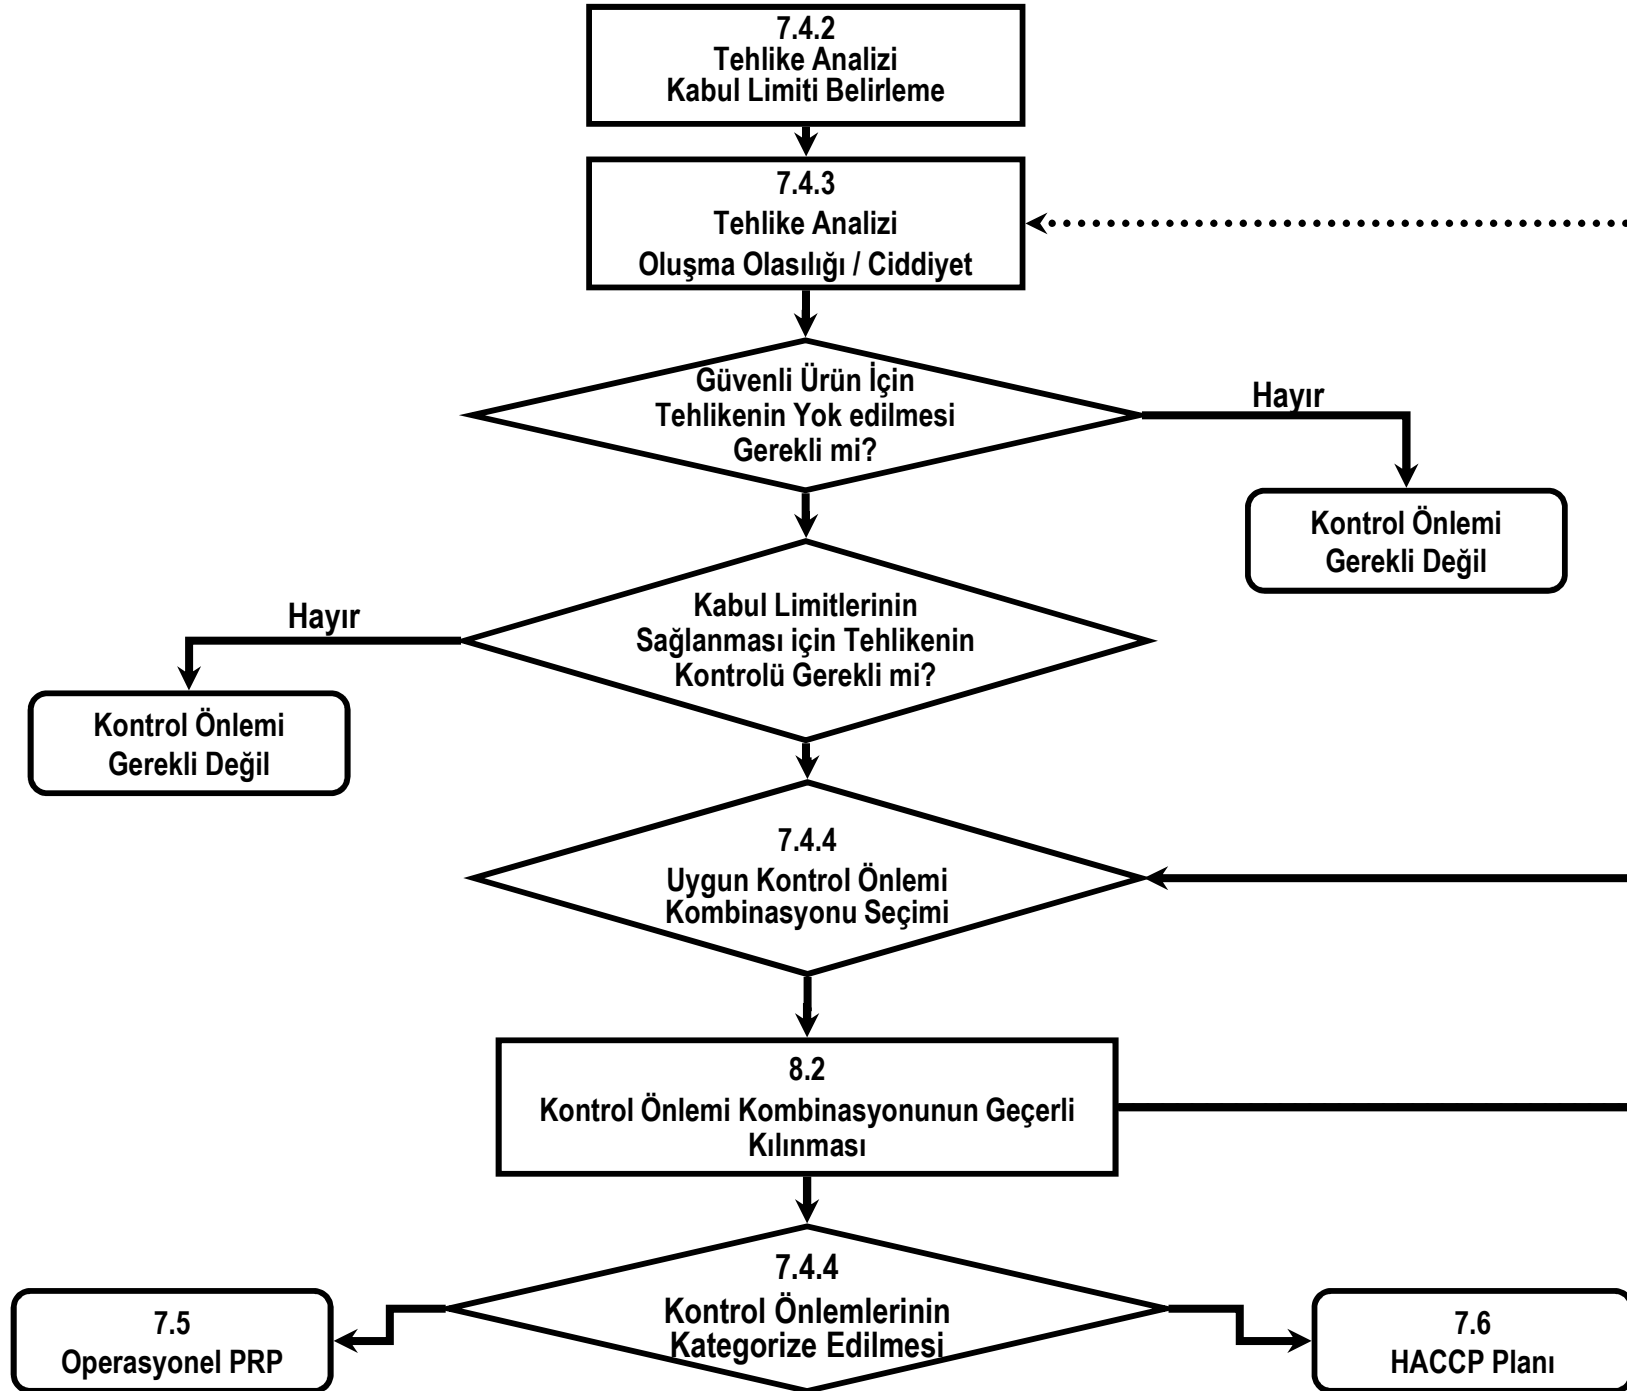 7.4.2
Tehlike Analizi
Kabul Limiti Belirleme
7.4.3
Tehlike Analizi
Oluşma Olasılığı / Ciddiyet
Güvenli Ürün İçin
Tehlikenin Yok edilmesi
Gerekli mi?
Hayır
Kontrol Önlemi
Gerekli Değil
Kabul Limitlerinin
Sağlanması için Tehlikenin
Kontrolü Gerekli mi?
Hayır
Kontrol Önlemi
Gerekli Değil
7.4.4
Uygun Kontrol Önlemi
Kombinasyonu Seçimi
8.2
Kontrol Önlemi Kombinasyonunun Geçerli
Kılınması
7.4.4
Kontrol Önlemlerinin
Kategorize Edilmesi
7.5
Operasyonel PRP
7.6
HACCP Planı